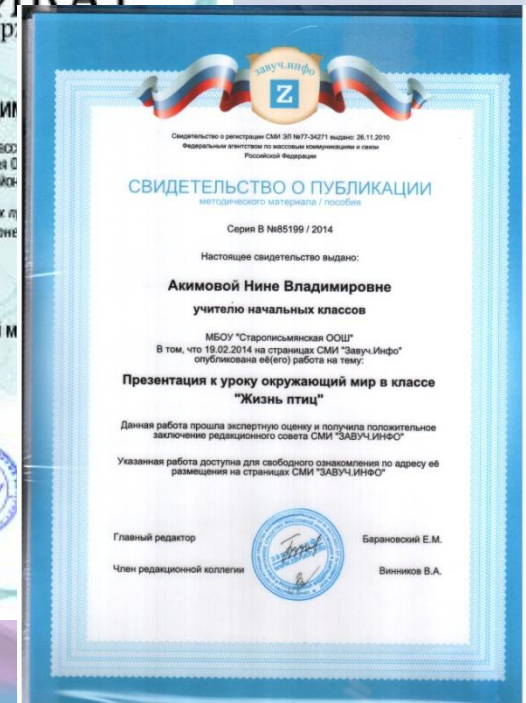 завуч.инфо
Z
Свидетельство о регистрации СМИ ЭЛ №77-34271 выдано: 26.11.2010
Федеральным агентством по массовым коммуникациям и связи
Российской Федерации
СВИДЕТЕЛЬСТВО О ПУБЛИКАЦИИ
методического материала / пособия
Серия В №85199 / 2014
Настоящее свидетельство выдано:
Акимовой Нине Владимировне
учителю начальных классов
МБОУ "Старописьмянская ООШ"
В том, что 19.02.2014 на страницах СМИ "Завуч.Инфо"
опубликована её(его) работа на тему:
Презентация к уроку окружающий мир в классе
"Жизнь птиц"
Данная работа прошла экспертную оценку и получила положительное
заключение редакционного совета СМИ "ЗАВУЧ.ИНФО"
Указанная работа доступна для свободного ознакомления по адресу её
размещения на страницах СМИ "ЗАВУЧ.ИНФО"
Главный редактор Барановский Е.М.
Член редакционной коллегии Винников В.А.